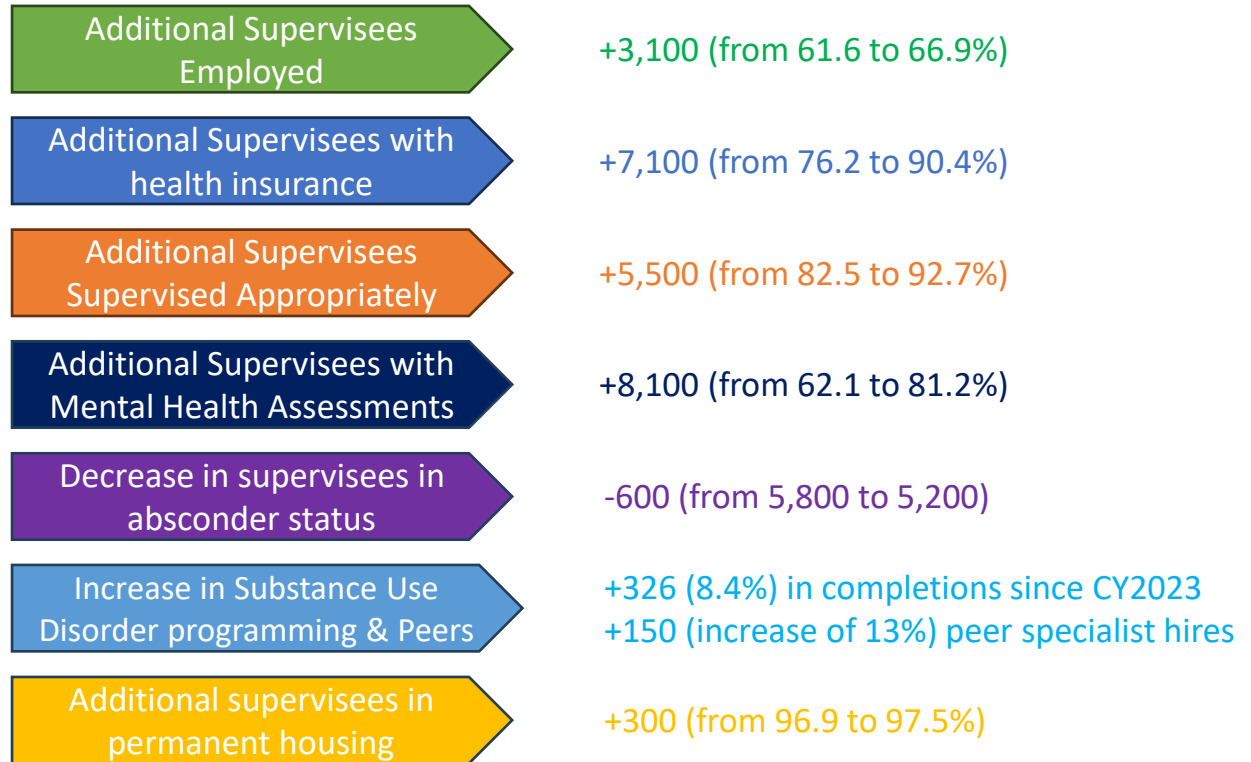 Additional Supervisees
Employed
+3,100 (from 61.6 to 66.9%)
Additional Supervisees with
health insurance
+7,100 (from 76.2 to 90.4%)
Additional Supervisees
Supervised Appropriately
+5,500 (from 82.5 to 92.7%)
Additional Supervisees with
Mental Health Assessments
+8,100 (from 62.1 to 81.2%)
Decrease in supervisees in
absconder status
-600 (from 5,800 to 5,200)
Increase in Substance Use
Disorder programming & Peers
+326 (8.4%) in completions since CY2023
+150 (increase of 13%) peer specialist hires
Additional supervisees in
permanent housing
+300 (from 96.9 to 97.5%)